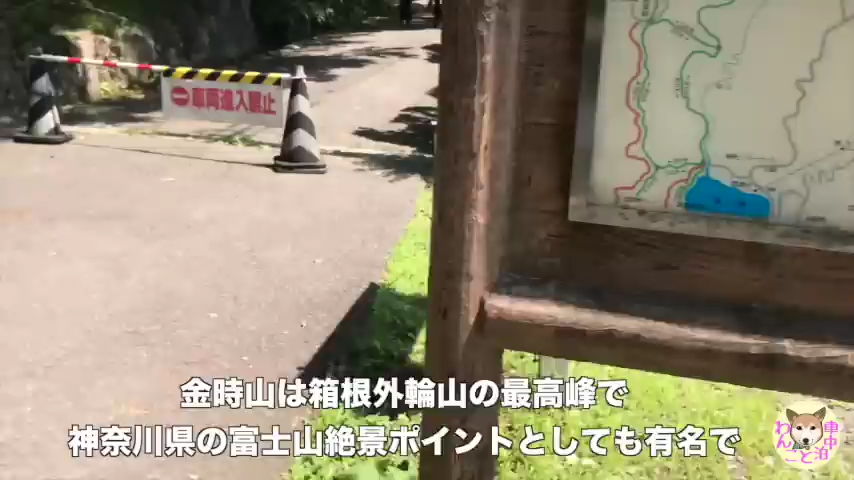 車両進入禁止
金時山は箱根外輪山の最高峰で
神奈川県の富士山絶景ポイントとしても有名で
わんこと
車中泊